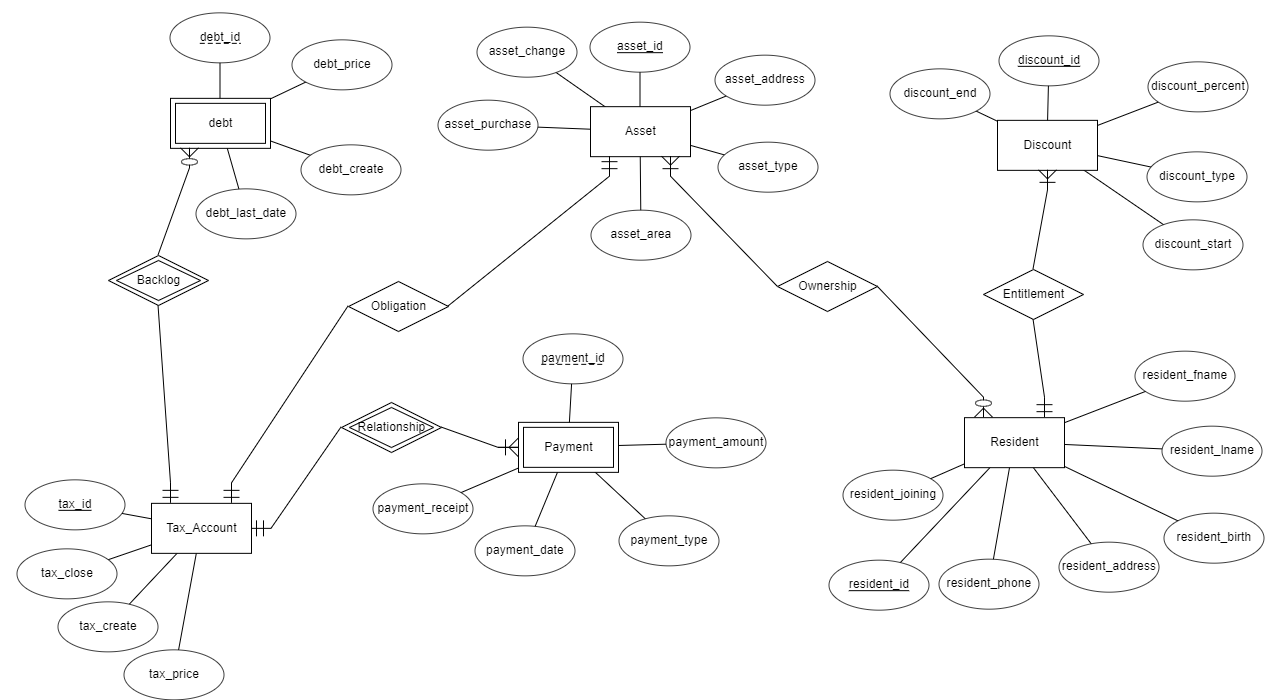 debt_id
debt_price
debt
debt_create
debt_last_date
Backlog
asset_change
asset_id
asset_address
asset_purchase
Asset
asset_type
asset_area
discount_id
discount_end
discount_percent
Discount
discount_type
discount_start
Obligation
Ownership
Entitlement
payment_id
Relationship
Payment
payment_amount
payment_receipt
payment_date
payment_type
resident_fname
Resident
resident_lname
resident_joining
resident_birth
resident_id
resident_phone
resident_address
tax_id
Tax_Account
tax_close
tax_create
tax_price